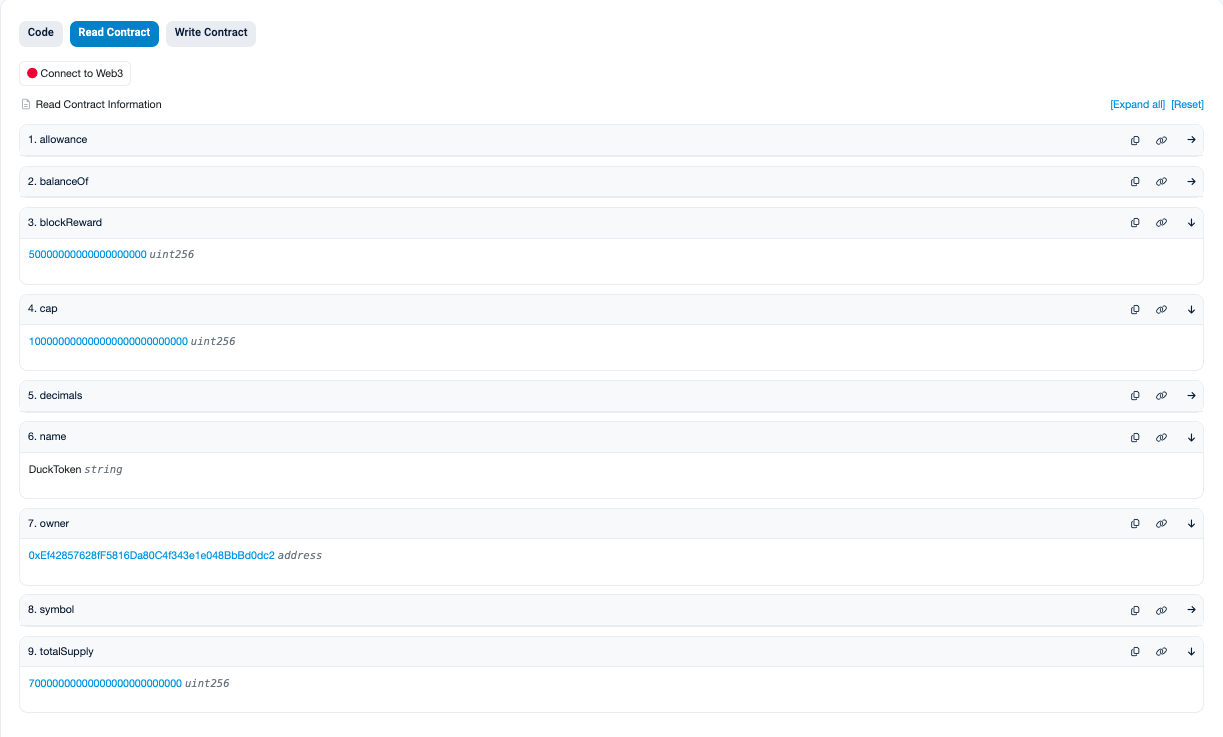 Code
Read Contract
Write Contract
Connect to Web3
Read Contract Information
[Expand all] [Reset]
1. allowance
2. balanceOf
3. blockReward
50000000000000000000 uint256
4. cap
100000000000000000000000000 uint256
5. decimals
6. name
DuckToken string
7. owner
0xEf42857628fF5816Da80C4f343e1e048BbBd0dc2 address
8. symbol
9. totalSupply
70000000000000000000000000 uint256